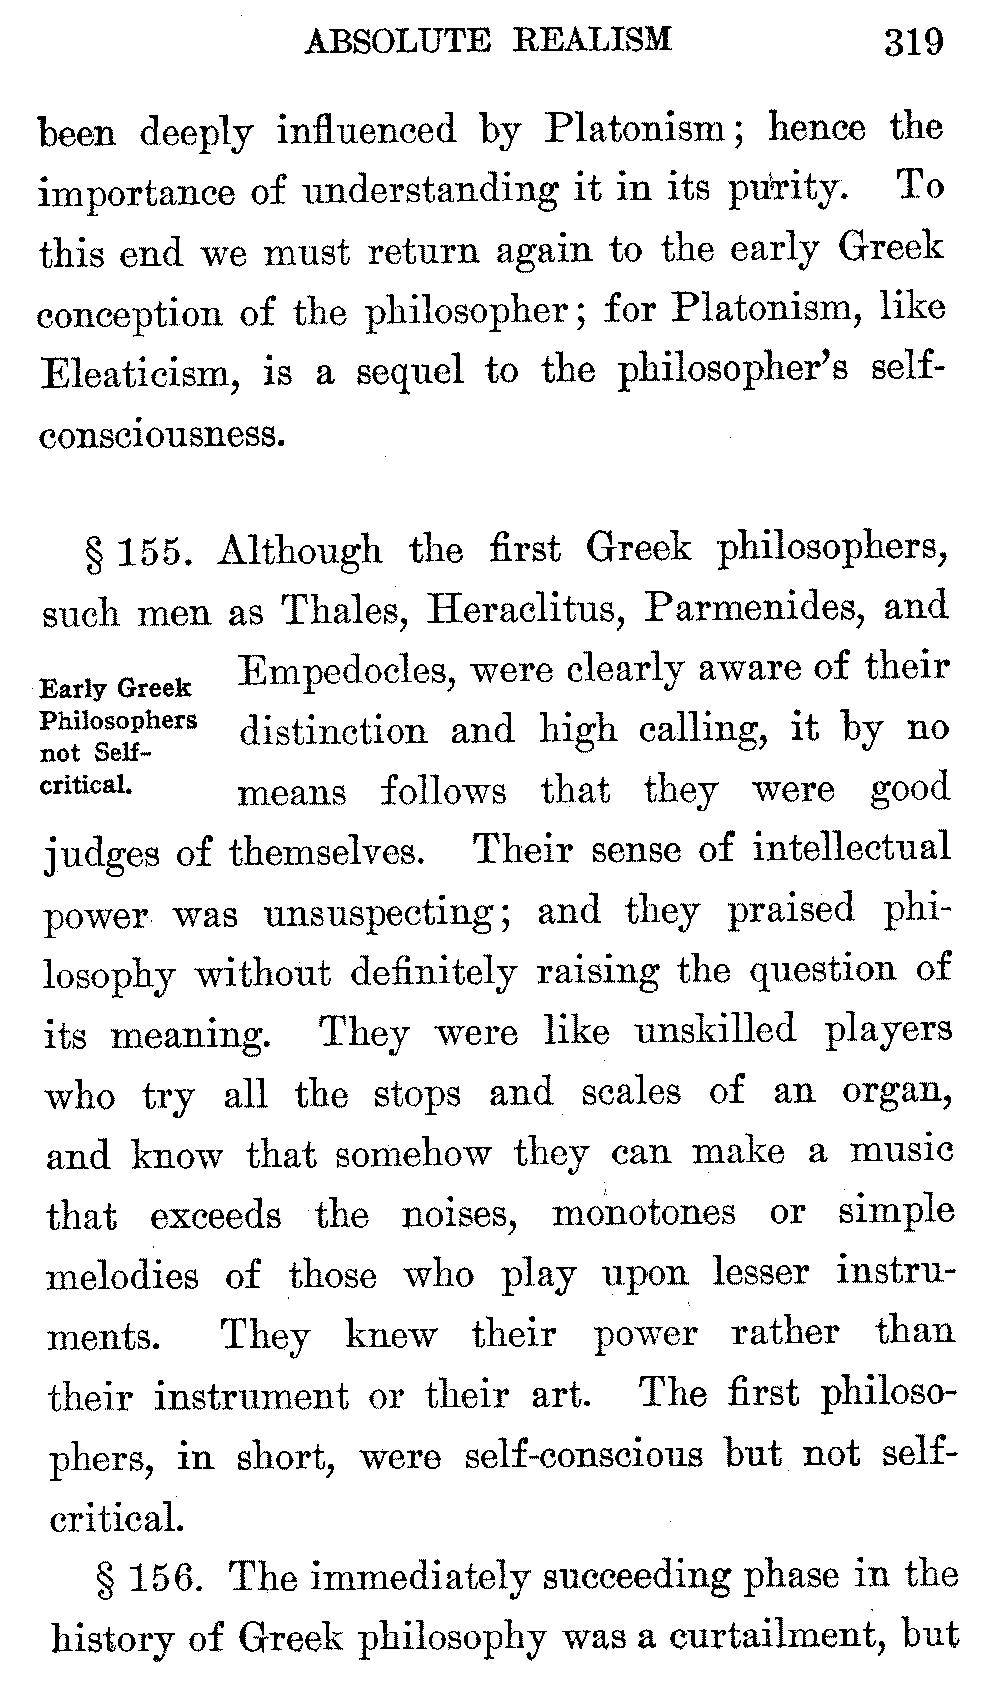 ABSOLUTE REALISM 319
been deeply influenced by Platonism; hence the
importance of understanding it in its purity. To
this end we must return again to the early Greek
conception of the philosopher; for Platonism, like
Eleaticism, is a sequel to the philosopher's self-
consciousness.
§ 155. Although the first Greek philosophers,
such men as Thales, Heraclitus, Parmenides, and
Early Greek
Philosophers
not Self-
critical.
Empedocles, were clearly aware of their
distinction and high calling, it by no
means follows that they were good
judges of themselves. Their sense of intellectual
power was unsuspecting; and they praised phi-
losophy without definitely raising the question of
its meaning. They were like unskilled players
who try all the stops and scales of an organ,
and know that somehow they can make a music
that exceeds the noises, monotones or simple
melodies of those who play upon lesser instru-
ments. They knew their power rather than
their instrument or their art. The first philoso-
phers, in short, were self-conscious but not self-
critical.
§ 156. The immediately succeeding phase in the
history of Greek philosophy was a curtailment, but